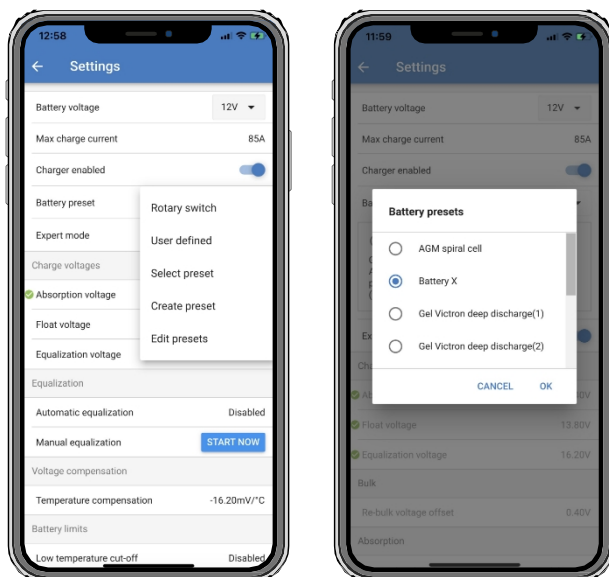 12:58
Settings
Battery voltage 12V
Max charge current 85A
Charger enabled
Battery preset
Rotary switch
Expert mode
User defined
Charge voltages
Select preset
Absorption voltage
Create preset
Float voltage
Edit presets
Equalization voltage
Equalization
Automatic equalization Disabled
Manual equalization START NOW
Voltage compensation
Temperature compensation -16.20mV/°C
Battery limits
Low temperature cut-off Disabled
11:59
Settings
Battery voltage 12V
Max charge current 85A
Charger enabled
Battery presets
AGM spiral cell
Battery X
Gel Victron deep discharge(1)
Gel Victron deep discharge(2)
CANCEL OK
Float voltage 13.80V
Equalization voltage 16.20V
Bulk
Re-bulk voltage offset 0.40V
Absorption